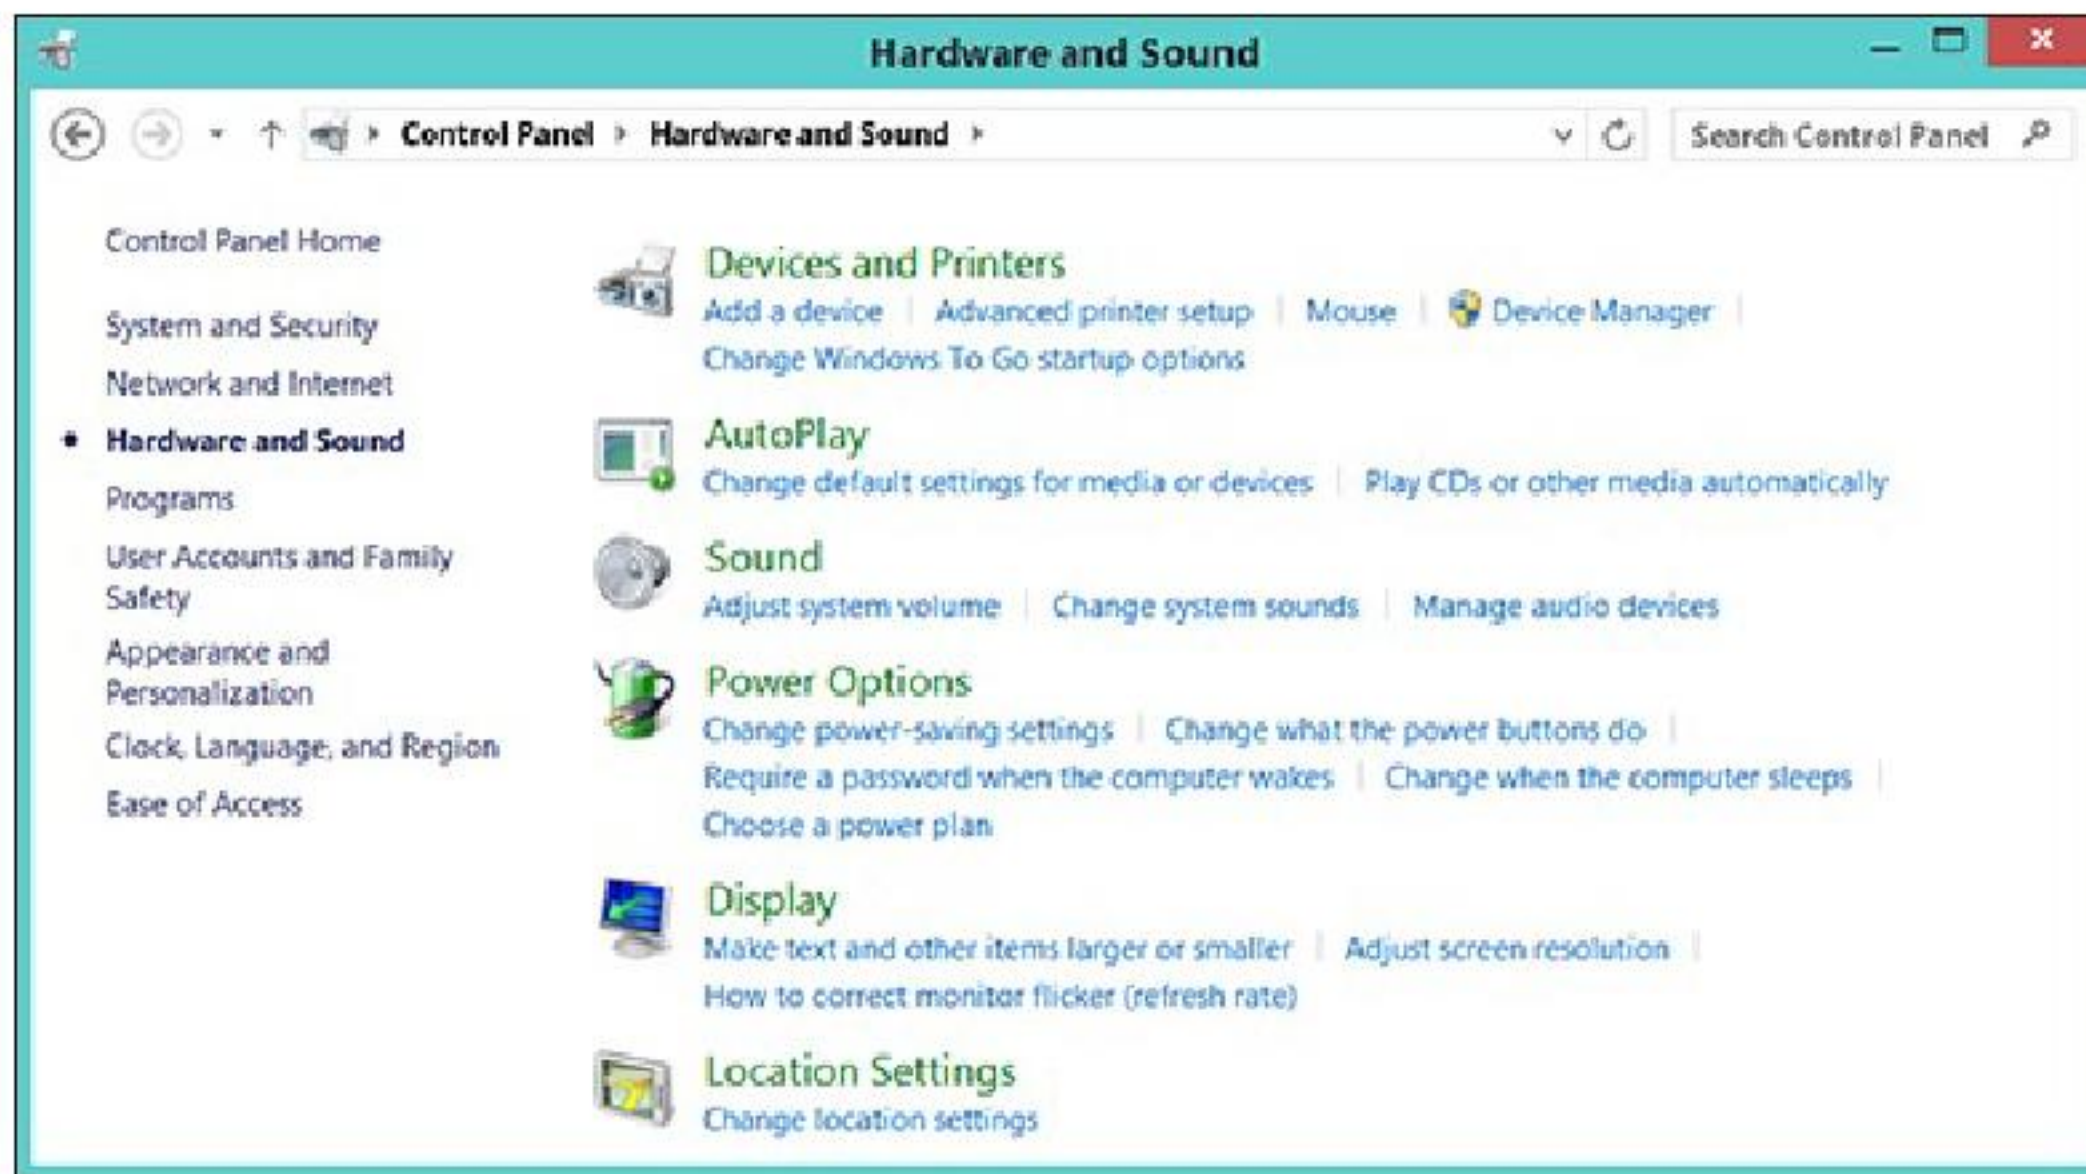 Hardware and Sound
Control Panel Hardware and Sound
Search Control Panel
Control Panel Home
System and Security
Network and Internet
Hardware and Sound
Programs
User Accounts and Family
Safety
Appearance and
Personalization
Clock, Language, and Region
Ease of Access
Devices and Printers
Add a device Advanced printer setup Mouse Device Manager
Change Windows To Go startup options
AutoPlay
Change default settings for media or devices Play CDs or other media automatically
Sound
Adjust system volume Change system sounds Manage audio devices
Power Options
Change power-saving settings Change what the power buttons do
Require a password when the computer wakes Change when the computer sleeps
Choose a power plan
Display
Make text and other items larger or smaller Adjust screen resolution
How to correct monitor flicker (refresh rate)
Location Settings
Change location settings